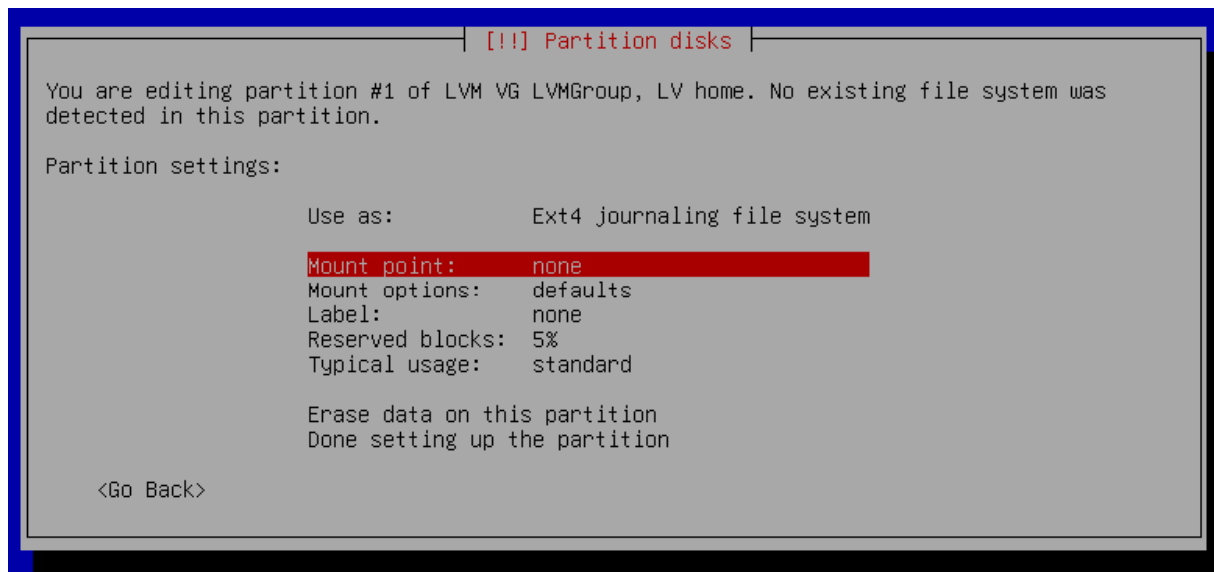 [!!] Partition disks
You are editing partition #1 of LVM VG LVMGroup, LV home. No existing file system was
detected in this partition.
Partition settings:
Use as: Ext4 journaling file system
Mount point: none
Mount options: defaults
Label: none
Reserved blocks: 5%
Typical usage: standard
Erase data on this partition
Done setting up the partition
<Go Back>